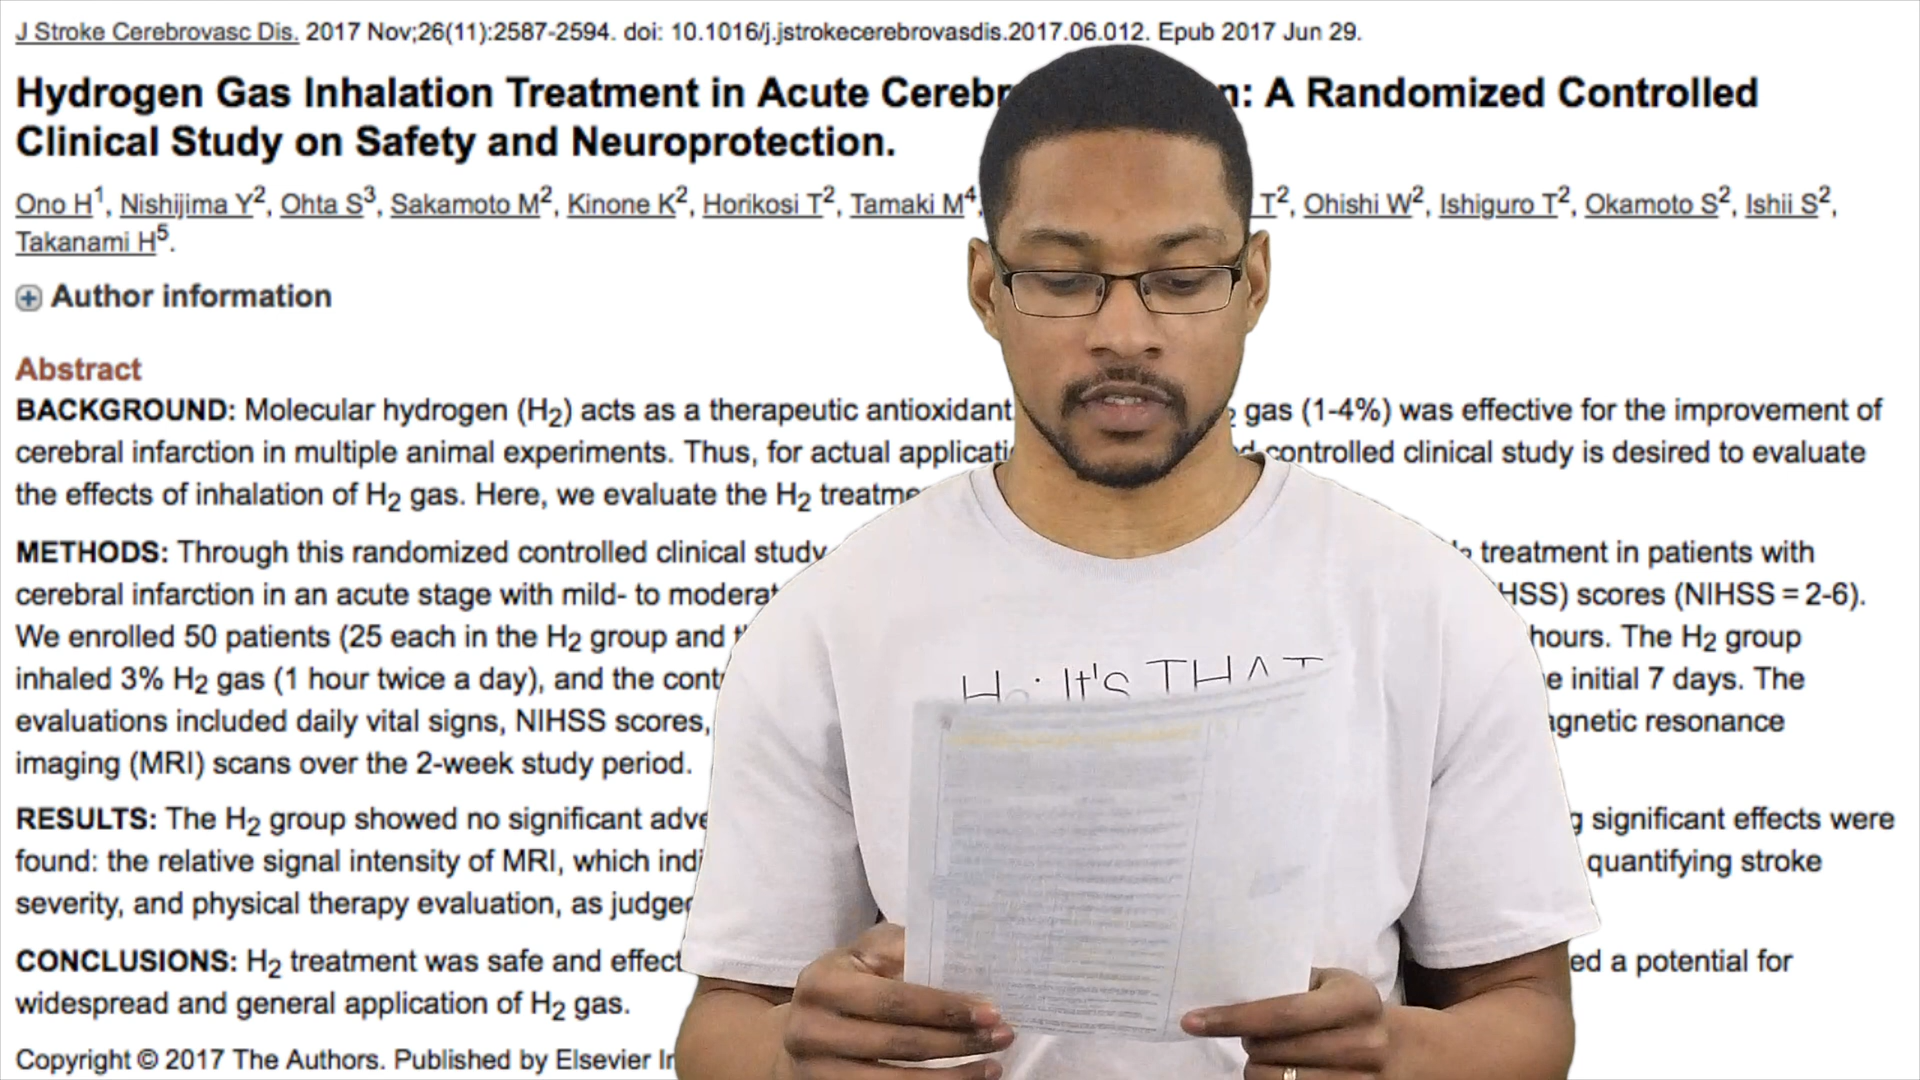 J Stroke Cerebrovasc Dis. 2017 Nov;26(11):2587-2594. doi: 10.1016/j.jstrokecerebrovasdis.2017.06.012. Epub 2017 Jun 29.
Hydrogen Gas Inhalation Treatment in Acute Cerebr n: A Randomized Controlled
Clinical Study on Safety and Neuroprotection.
Ono H1, Nishijima Y2, Ohta S3, Sakamoto M2, Kinone K2, Horikosi T2, Tamaki M4, T2, Ohishi W2, Ishiguro T2, Okamoto S2, Ishii S2,
Takanami H5.
Author information
Abstract
BACKGROUND: Molecular hydrogen (H2) acts as a therapeutic antioxidant. 2 gas (1-4%) was effective for the improvement of
cerebral infarction in multiple animal experiments. Thus, for actual applicati d controlled clinical study is desired to evaluate
the effects of inhalation of H2 gas. Here, we evaluate the H2 treatme
METHODS: Through this randomized controlled clinical study, 2 treatment in patients with
cerebral infarction in an acute stage with mild- to moderat HSS) scores (NIHSS = 2-6).
We enrolled 50 patients (25 each in the H2 group and t hours. The H2 group
inhaled 3% H2 gas (1 hour twice a day), and the cont e initial 7 days. The
evaluations included daily vital signs, NIHSS scores, agnetic resonance
imaging (MRI) scans over the 2-week study period.
RESULTS: The H2 group showed no significant adve g significant effects were
found: the relative signal intensity of MRI, which indi quantifying stroke
severity, and physical therapy evaluation, as judged
CONCLUSIONS: H2 treatment was safe and effect ed a potential for
widespread and general application of H2 gas.
Copyright © 2017 The Authors. Published by Elsevier In
It's THAT